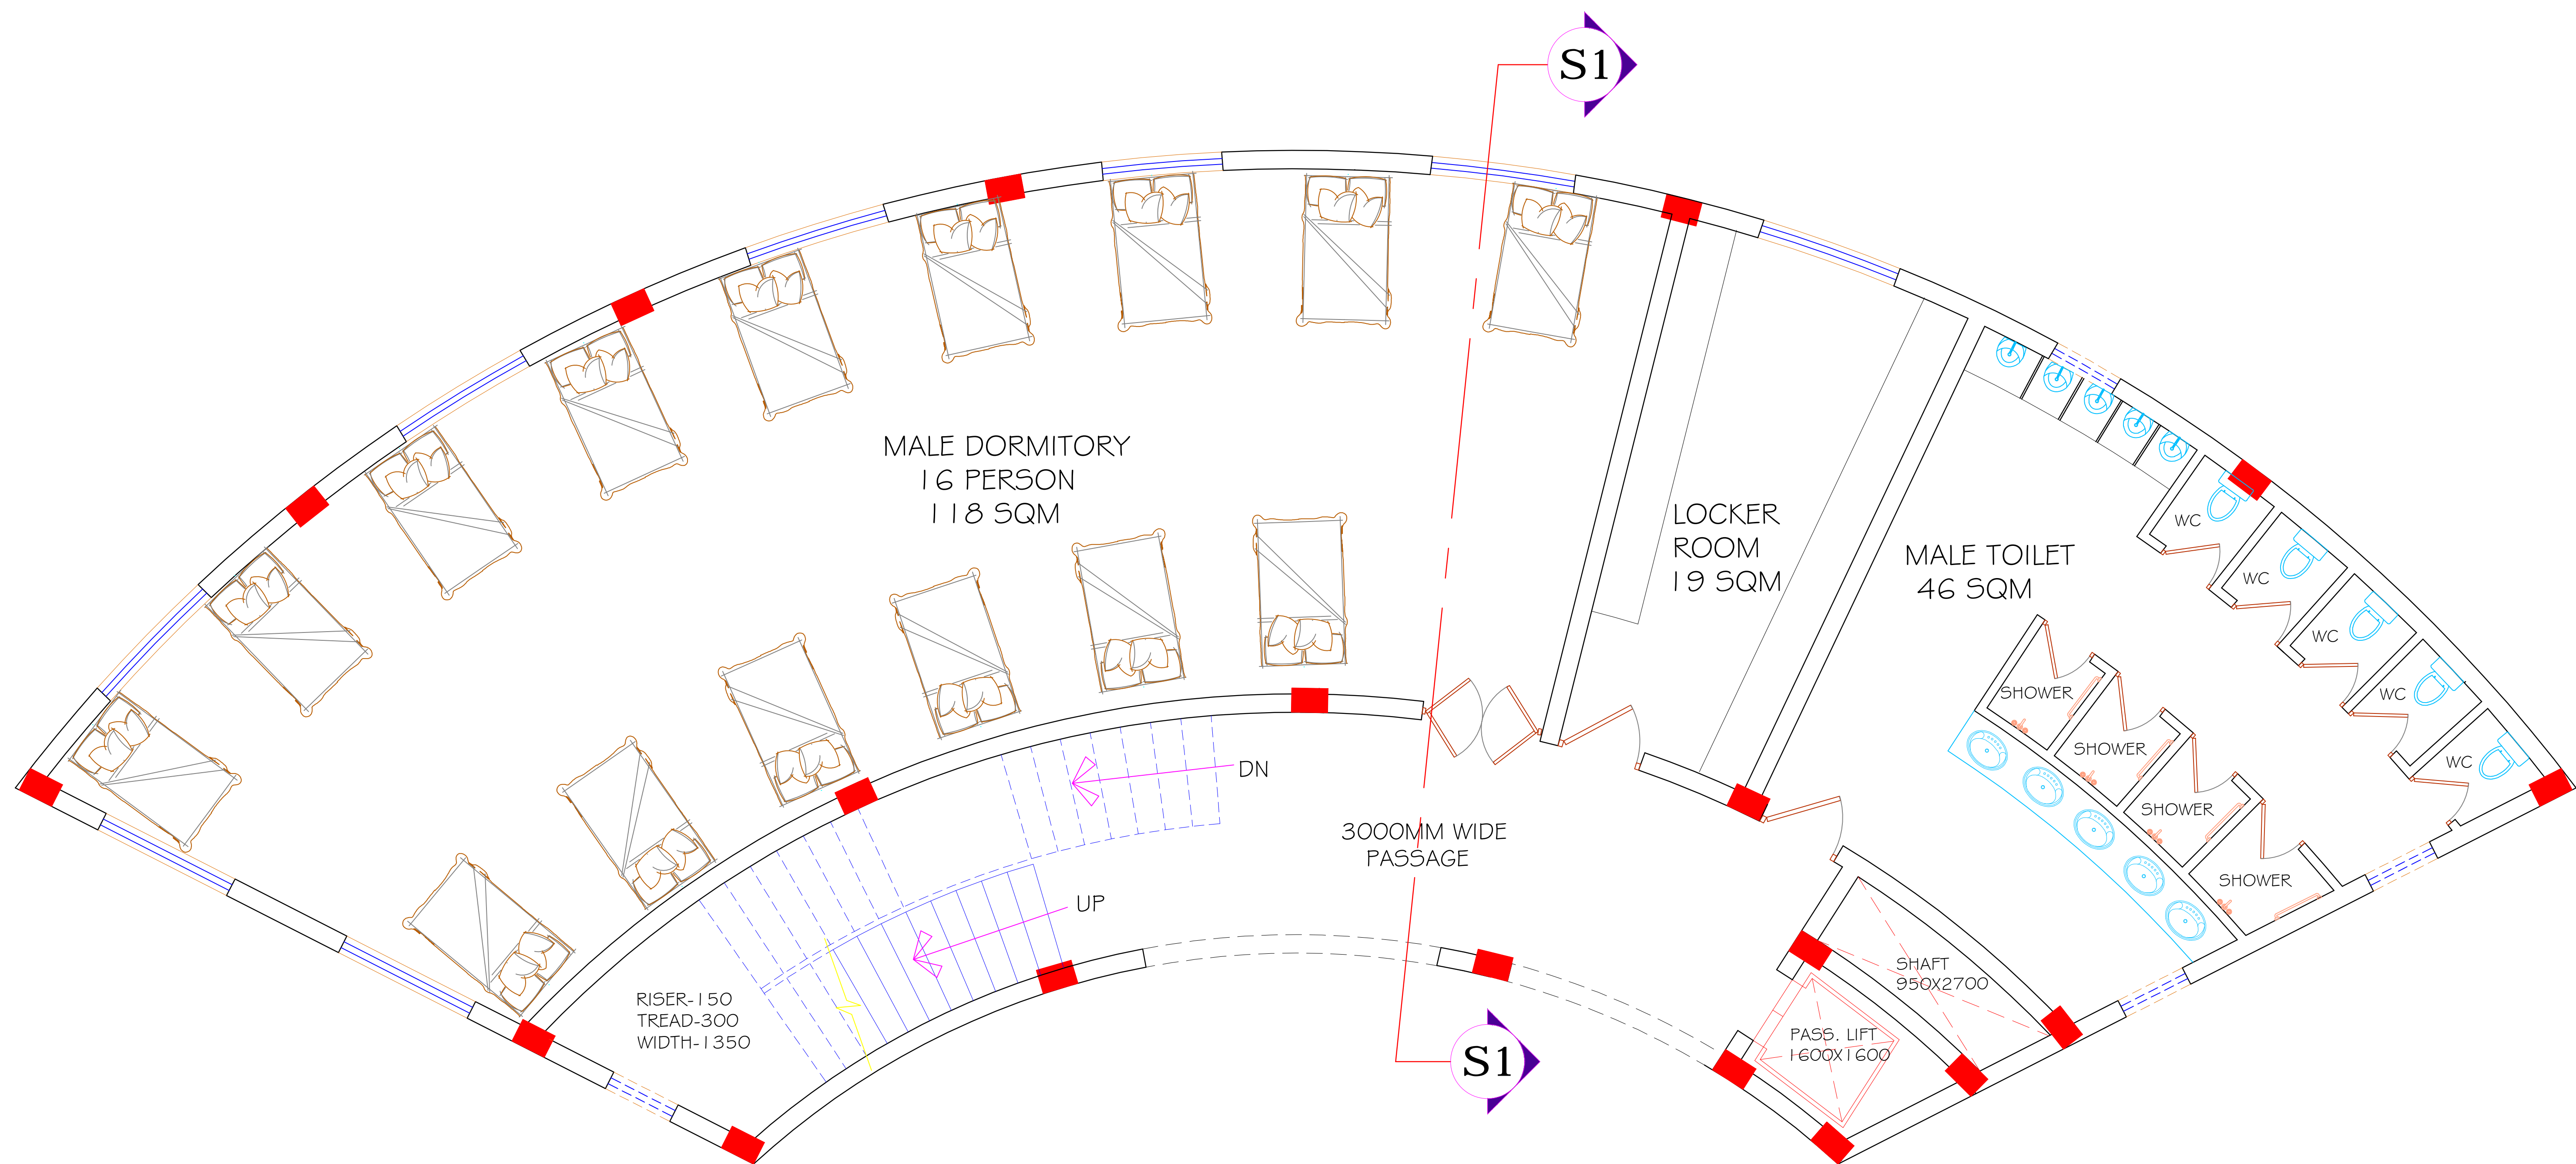 S1
MALE DORMITORY
16 PERSON
118 SQM
LOCKER
ROOM
19 SQM
MALE TOILET
46 SQM
WC
WC
WC
WC
WC
SHOWER
SHOWER
SHOWER
SHOWER
DN
UP
3000MM WIDE
PASSAGE
RISER-150
TREAD-300
WIDTH-1350
SHAFT
950X2700
PASS. LIFT
1600X1600
S1